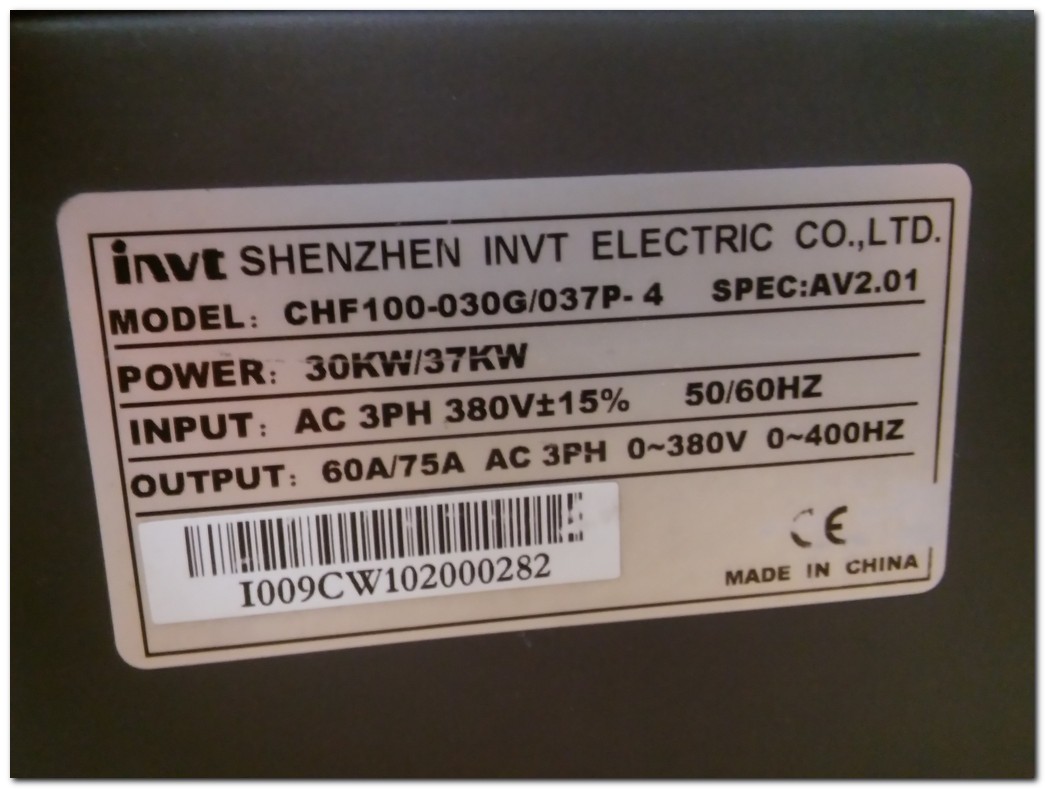 invt SHENZHEN INVT ELECTRIC CO.,LTD.
MODEL: CHF100-030G/037P- 4 SPEC:AV2.01
POWER: 30KW/37KW
INPUT: AC 3PH 380V±15% 50/60HZ
OUTPUT: 60A/75A AC 3PH 0~380V 0~400HZ
I009CW102000282
CE
MADE IN CHINA